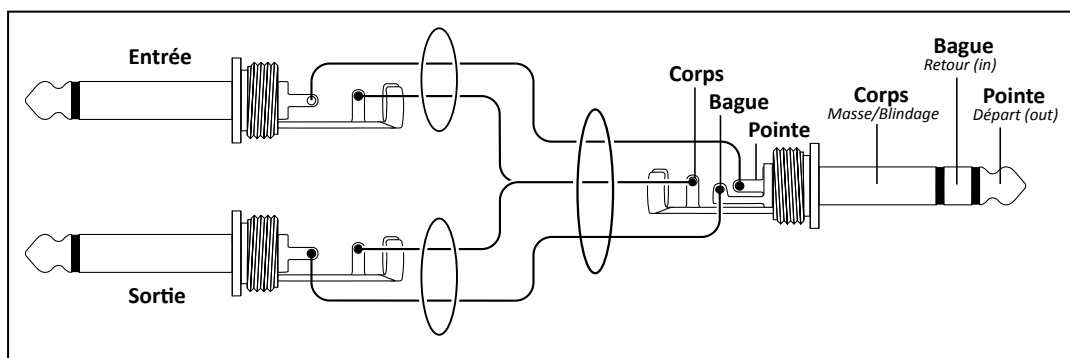 Entrée
Sortie
Corps
Bague
Pointe
Corps
Masse/Blindage
Bague
Retour (in)
Pointe
Départ (out)